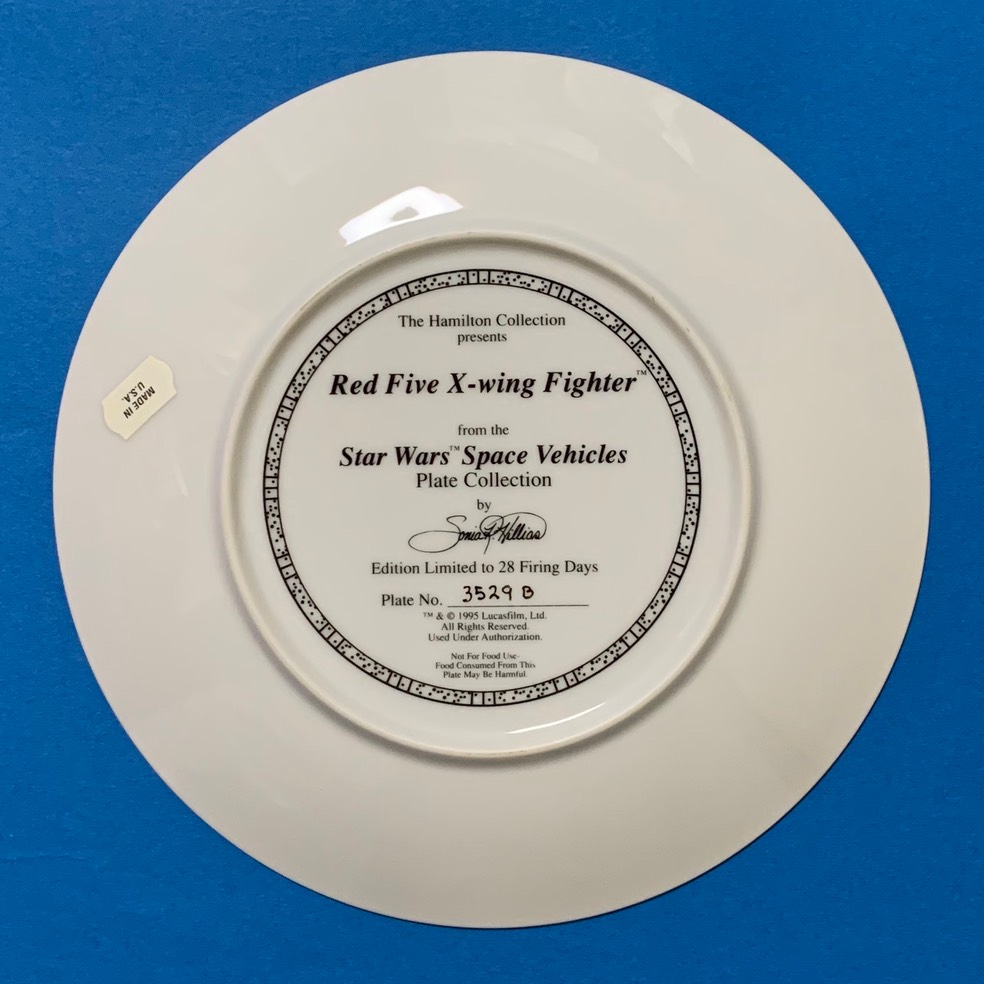 The Hamilton Collection
presents
Red Five X-wing Fighter™
from the
Star Wars™ Space Vehicles
Plate Collection
by
Sonia R. Hillios
Edition Limited to 28 Firing Days
Plate No. 3529 B
™ & © 1995 Lucasfilm, Ltd.
All Rights Reserved.
Used Under Authorization.
Not For Food Use-
Food Consumed From This
Plate May Be Harmful.
MADE IN
U.S.A.